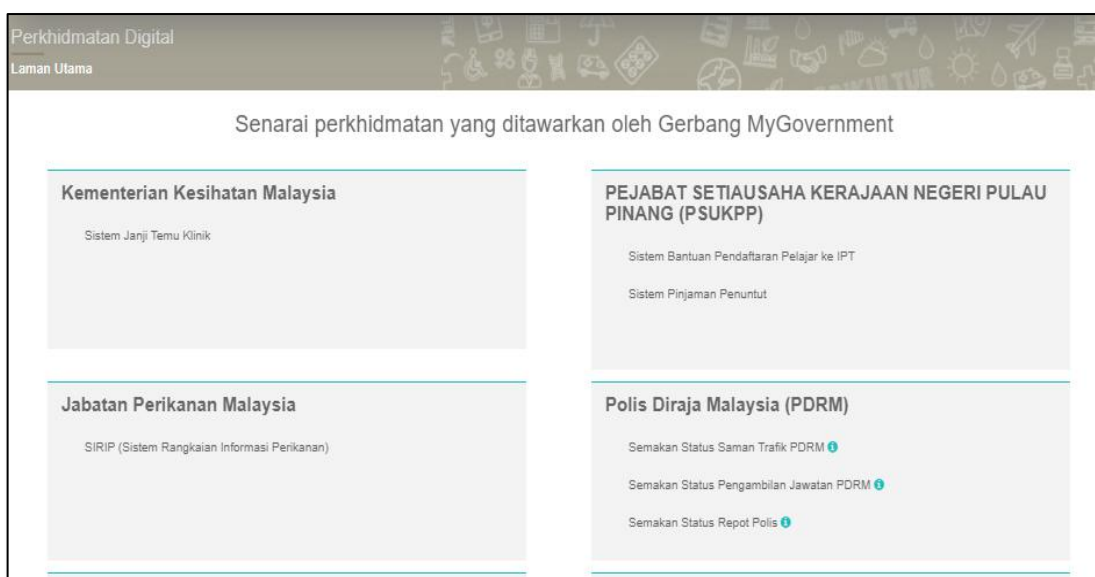 Perkhidmatan Digital
Laman Utama
AGRIKULTUR
Senarai perkhidmatan yang ditawarkan oleh Gerbang MyGovernment
Kementerian Kesihatan Malaysia
Sistem Janji Temu Klinik
PEJABAT SETIAUSAHA KERAJAAN NEGERI PULAU
PINANG (PSUKPP)
Sistem Bantuan Pendaftaran Pelajar ke IPT
Sistem Pinjaman Penuntut
Jabatan Perikanan Malaysia
SIRIP (Sistem Rangkaian Informasi Perikanan)
Polis Diraja Malaysia (PDRM)
Semakan Status Saman Trafik PDRM
Semakan Status Pengambilan Jawatan PDRM
Semakan Status Repot Polis